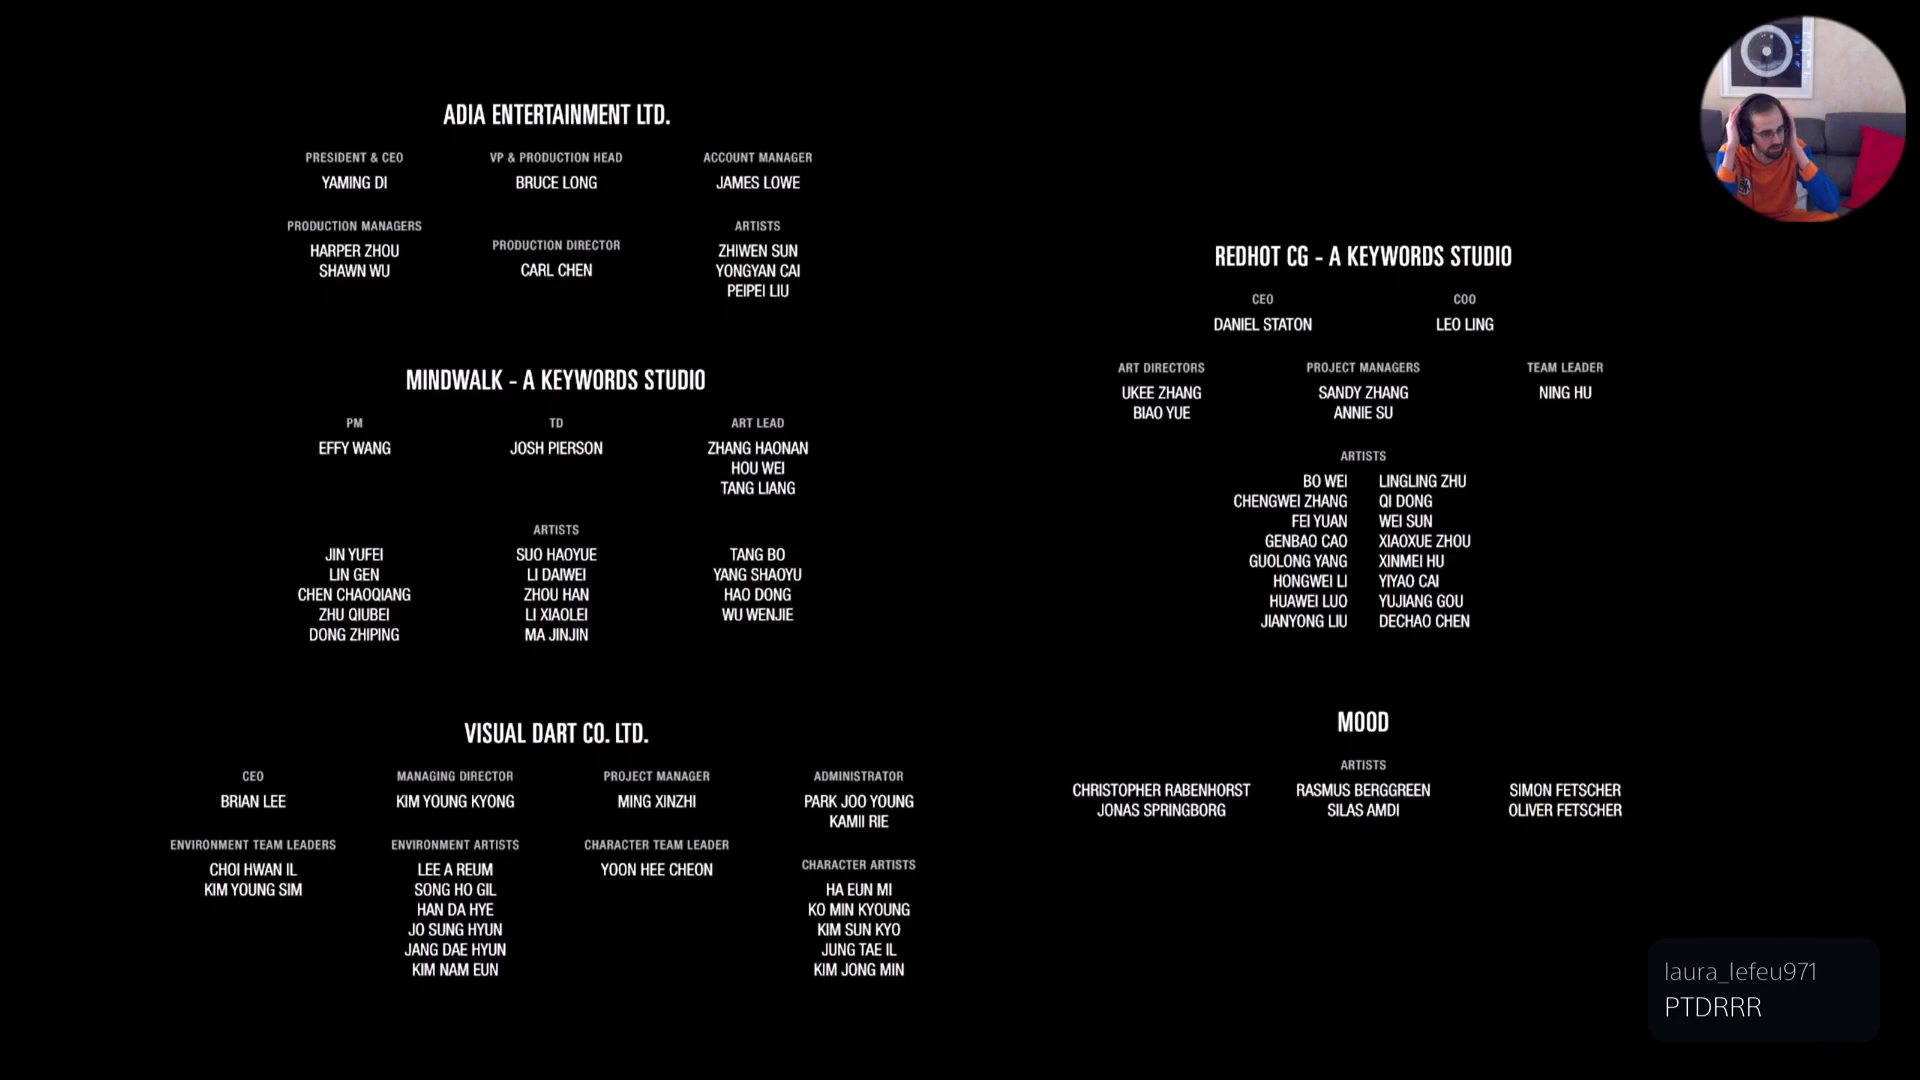 ADIA ENTERTAINMENT LTD.
PRESIDENT & CEO
YAMING DI
VP & PRODUCTION HEAD
BRUCE LONG
ACCOUNT MANAGER
JAMES LOWE
PRODUCTION MANAGERS
HARPER ZHOU
SHAWN WU
PRODUCTION DIRECTOR
CARL CHEN
ARTISTS
ZHIWEN SUN
YONGYAN CAI
PEIPEI LIU
MINDWALK - A KEYWORDS STUDIO
PM
EFFY WANG
TD
JOSH PIERSON
ART LEAD
ZHANG HAONAN
HOU WEI
TANG LIANG
ARTISTS
JIN YUFEI
LIN GEN
CHEN CHAOQIANG
ZHU QIUBEI
DONG ZHIPING
SUO HAOYUE
LI DAIWEI
ZHOU HAN
LI XIAOLEI
MA JINJIN
TANG BO
YANG SHAOYU
HAO DONG
WU WENJIE
VISUAL DART CO. LTD.
CEO
BRIAN LEE
MANAGING DIRECTOR
KIM YOUNG KYONG
PROJECT MANAGER
MING XINZHI
ADMINISTRATOR
PARK JOO YOUNG
KAMII RIE
ENVIRONMENT TEAM LEADERS
CHOI HWAN IL
KIM YOUNG SIM
ENVIRONMENT ARTISTS
LEE A REUM
SONG HO GIL
HAN DA HYE
JO SUNG HYUN
JANG DAE HYUN
KIM NAM EUN
CHARACTER TEAM LEADER
YOON HEE CHEON
CHARACTER ARTISTS
HA EUN MI
KO MIN KYOUNG
KIM SUN KYO
JUNG TAE IL
KIM JONG MIN
REDHOT CG - A KEYWORDS STUDIO
CEO
DANIEL STATON
COO
LEO LING
ART DIRECTORS
UKEE ZHANG
BIAO YUE
PROJECT MANAGERS
SANDY ZHANG
ANNIE SU
TEAM LEADER
NING HU
ARTISTS
BO WEI
CHENGWEI ZHANG
FEI YUAN
GENBAO CAO
GUOLONG YANG
HONGWEI LI
HUAWEI LUO
JIANYONG LIU
LINGLING ZHU
QI DONG
WEI SUN
XIAOXUE ZHOU
XINMEI HU
YIYAO CAI
YUJIANG GOU
DECHAO CHEN
MOOD
ARTISTS
CHRISTOPHER RABENHORST
JONAS SPRINGBORG
RASMUS BERGGREEN
SILAS AMDI
SIMON FETSCHER
OLIVER FETSCHER
laura_lefeu971
PTDRRR